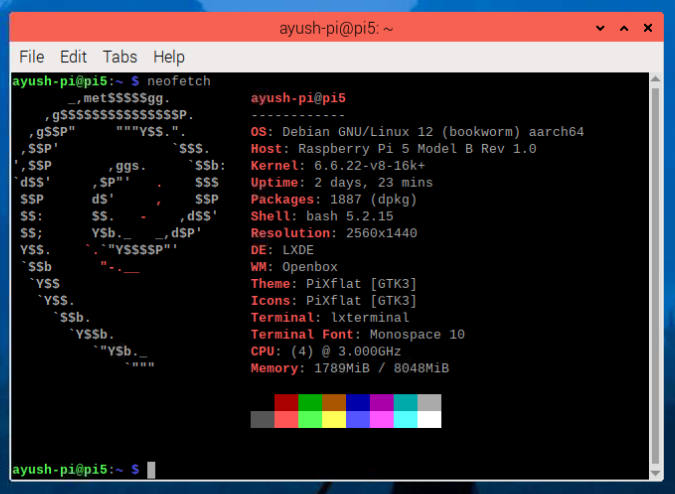 ayush-pi@pi5: ~
File Edit Tabs Help
ayush-pi@pi5:~ $ neofetch
       _,met$$$$$gg.          ayush-pi@pi5
    ,g$$$$$$$$$$$$$$$P.       ------------
  ,g$$P"     """Y$$.".        OS: Debian GNU/Linux 12 (bookworm) aarch64
 ,$$P'              `$$$.     Host: Raspberry Pi 5 Model B Rev 1.0
',$$P       ,ggs.     `$$b:   Kernel: 6.6.22-v8-16k+
`d$$'     ,$P"'   .    $$$    Uptime: 2 days, 23 mins
 $$P      d$'     ,    $$P    Packages: 1887 (dpkg)
 $$:      $$.   -    ,d$$'    Shell: bash 5.2.15
 $$;      Y$b._   _,d$P'      Resolution: 2560x1440
 Y$$.    `.`"Y$$$$P"'         DE: LXDE
 `$$b      "-.__              WM: Openbox
  `Y$$                        Theme: PiXflat [GTK3]
   `Y$$.                      Icons: PiXflat [GTK3]
     `$$b.                    Terminal: lxterminal
       `Y$$b.                 Terminal Font: Monospace 10
          `"Y$b._             CPU: (4) @ 3.000GHz
              `"""            Memory: 1789MiB / 8048MiB
ayush-pi@pi5:~ $